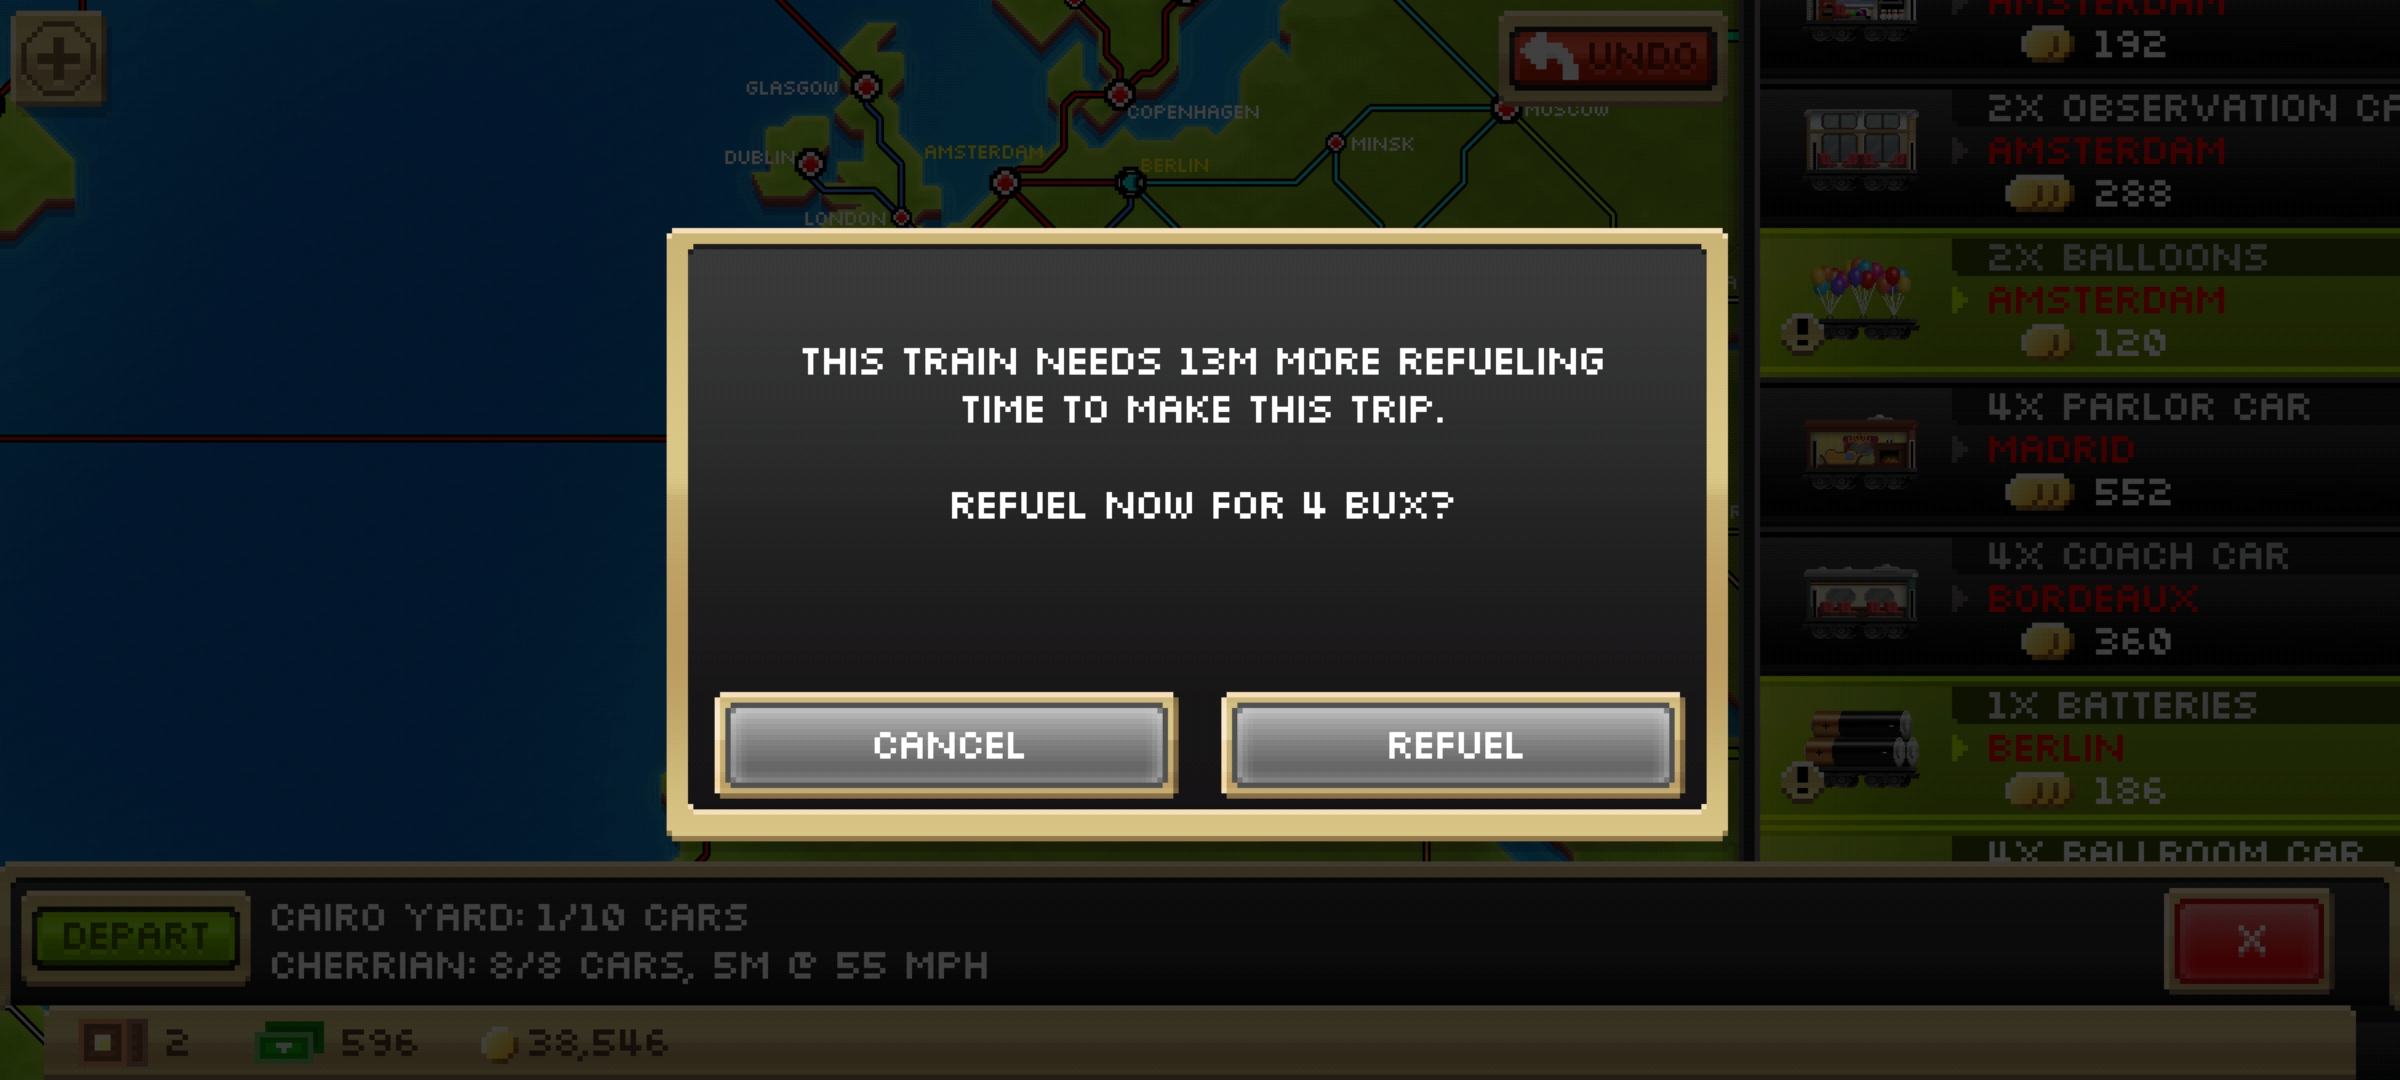 AMSTERDAM
192
UNDO
GLASGOW
COPENHAGEN
MOSCOW
2X OBSERVATION CA
AMSTERDAM
288
DUBLIN
AMSTERDAM
BERLIN
MINSK
LONDON
2X BALLOONS
AMSTERDAM
120
THIS TRAIN NEEDS 13M MORE REFUELING
TIME TO MAKE THIS TRIP.
REFUEL NOW FOR 4 BUX?
CANCEL
REFUEL
4X PARLOR CAR
MADRID
552
4X COACH CAR
BORDEAUX
360
1X BATTERIES
BERLIN
186
4X BALLROOM CAR
DEPART
CAIRO YARD: 1/10 CARS
CHERRIAN: 8/8 CARS, 5M @ 55 MPH
X
2
596
38,546